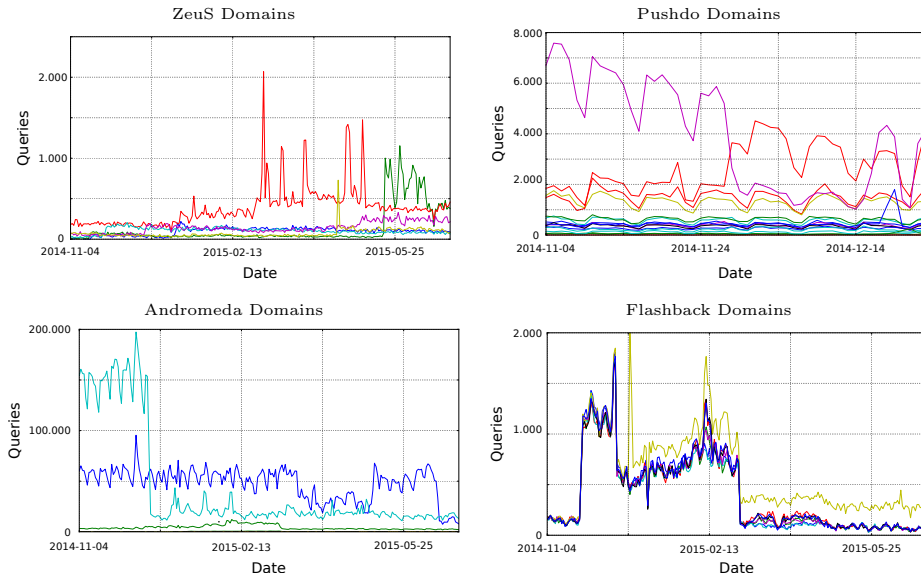 ZeuS Domains
2.000
1.000
0
Queries
2014-11-04
2015-02-13
2015-05-25
Date
Pushdo Domains
8.000
6.000
4.000
2.000
0
Queries
2014-11-04
2014-11-24
2014-12-14
Date
Andromeda Domains
200.000
100.000
0
Queries
2014-11-04
2015-02-13
2015-05-25
Date
Flashback Domains
2.000
1.000
0
Queries
2014-11-04
2015-02-13
2015-05-25
Date